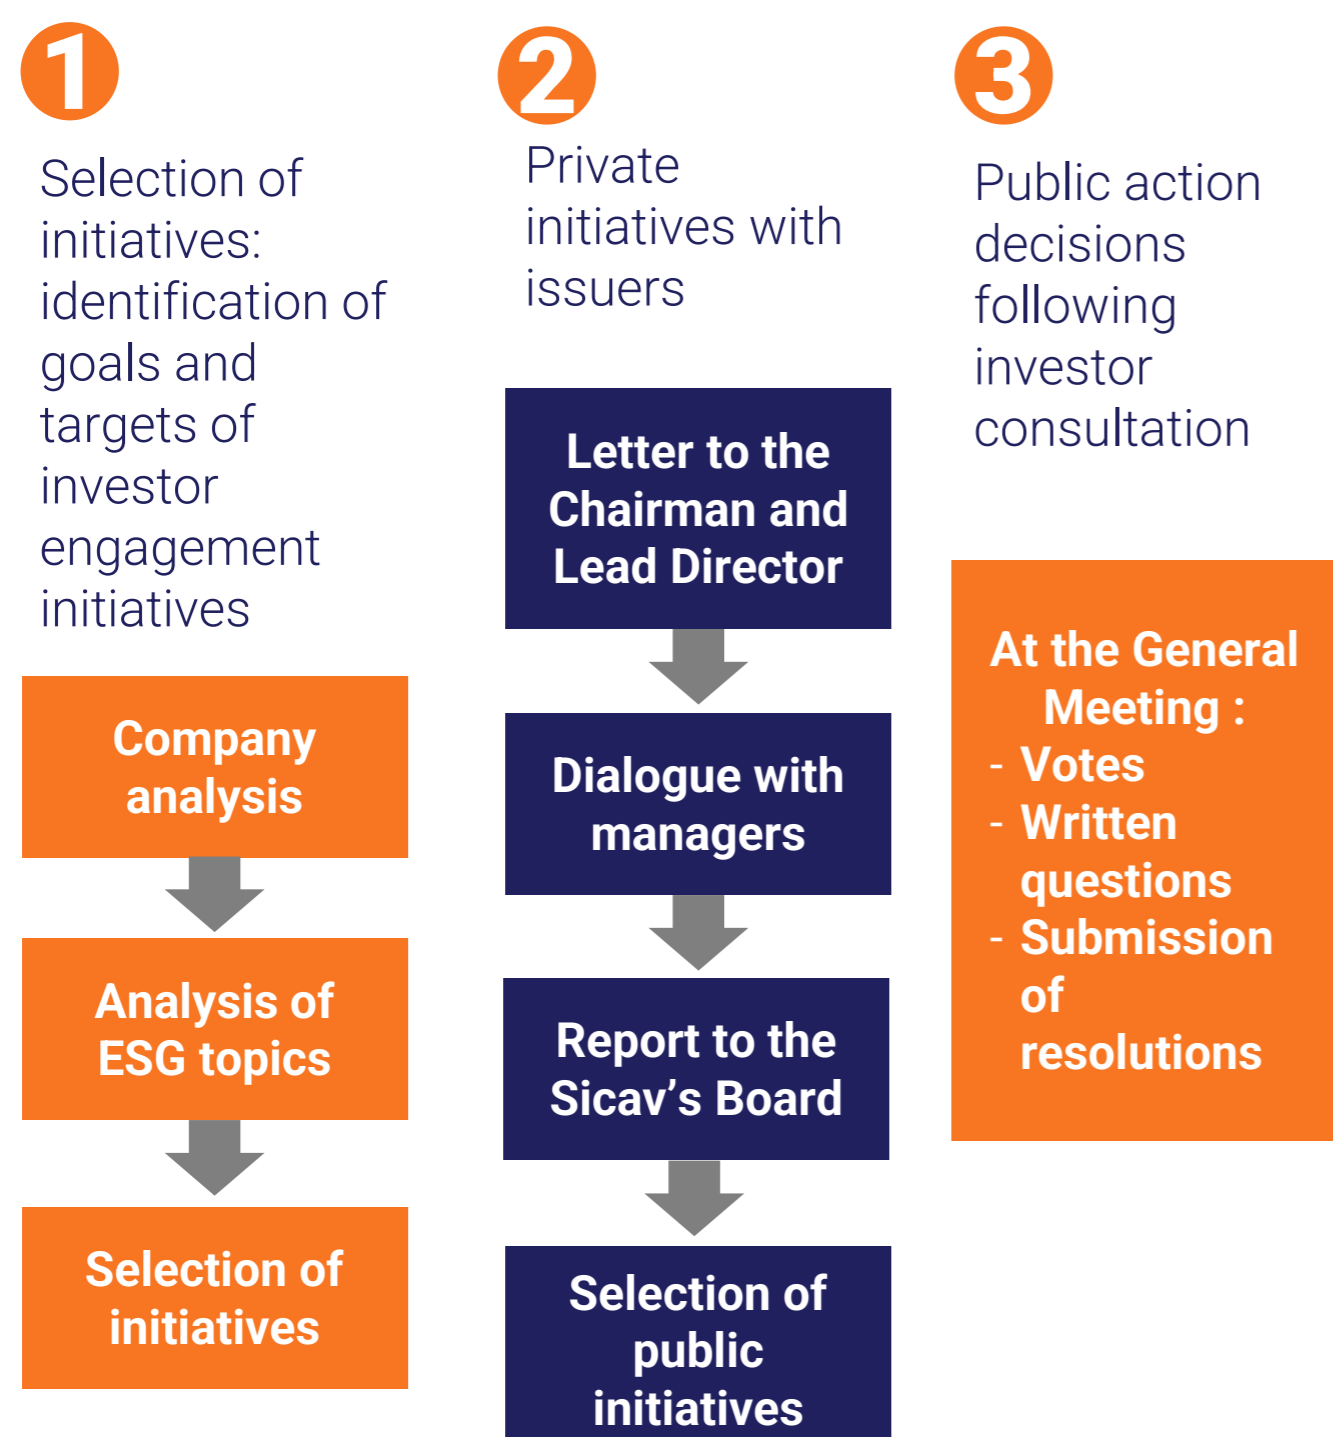 1
Selection of
initiatives:
identification of
goals and
targets of
investor
engagement
initiatives
Company
analysis
Analysis of
ESG topics
Selection of
initiatives
2
Private
initiatives with
issuers
Letter to the
Chairman and
Lead Director
Dialogue with
managers
Report to the
Sicav’s Board
Selection of
public
initiatives
3
Public action
decisions
following
investor
consultation
At the General
Meeting :
- Votes
- Written
questions
- Submission
of
resolutions